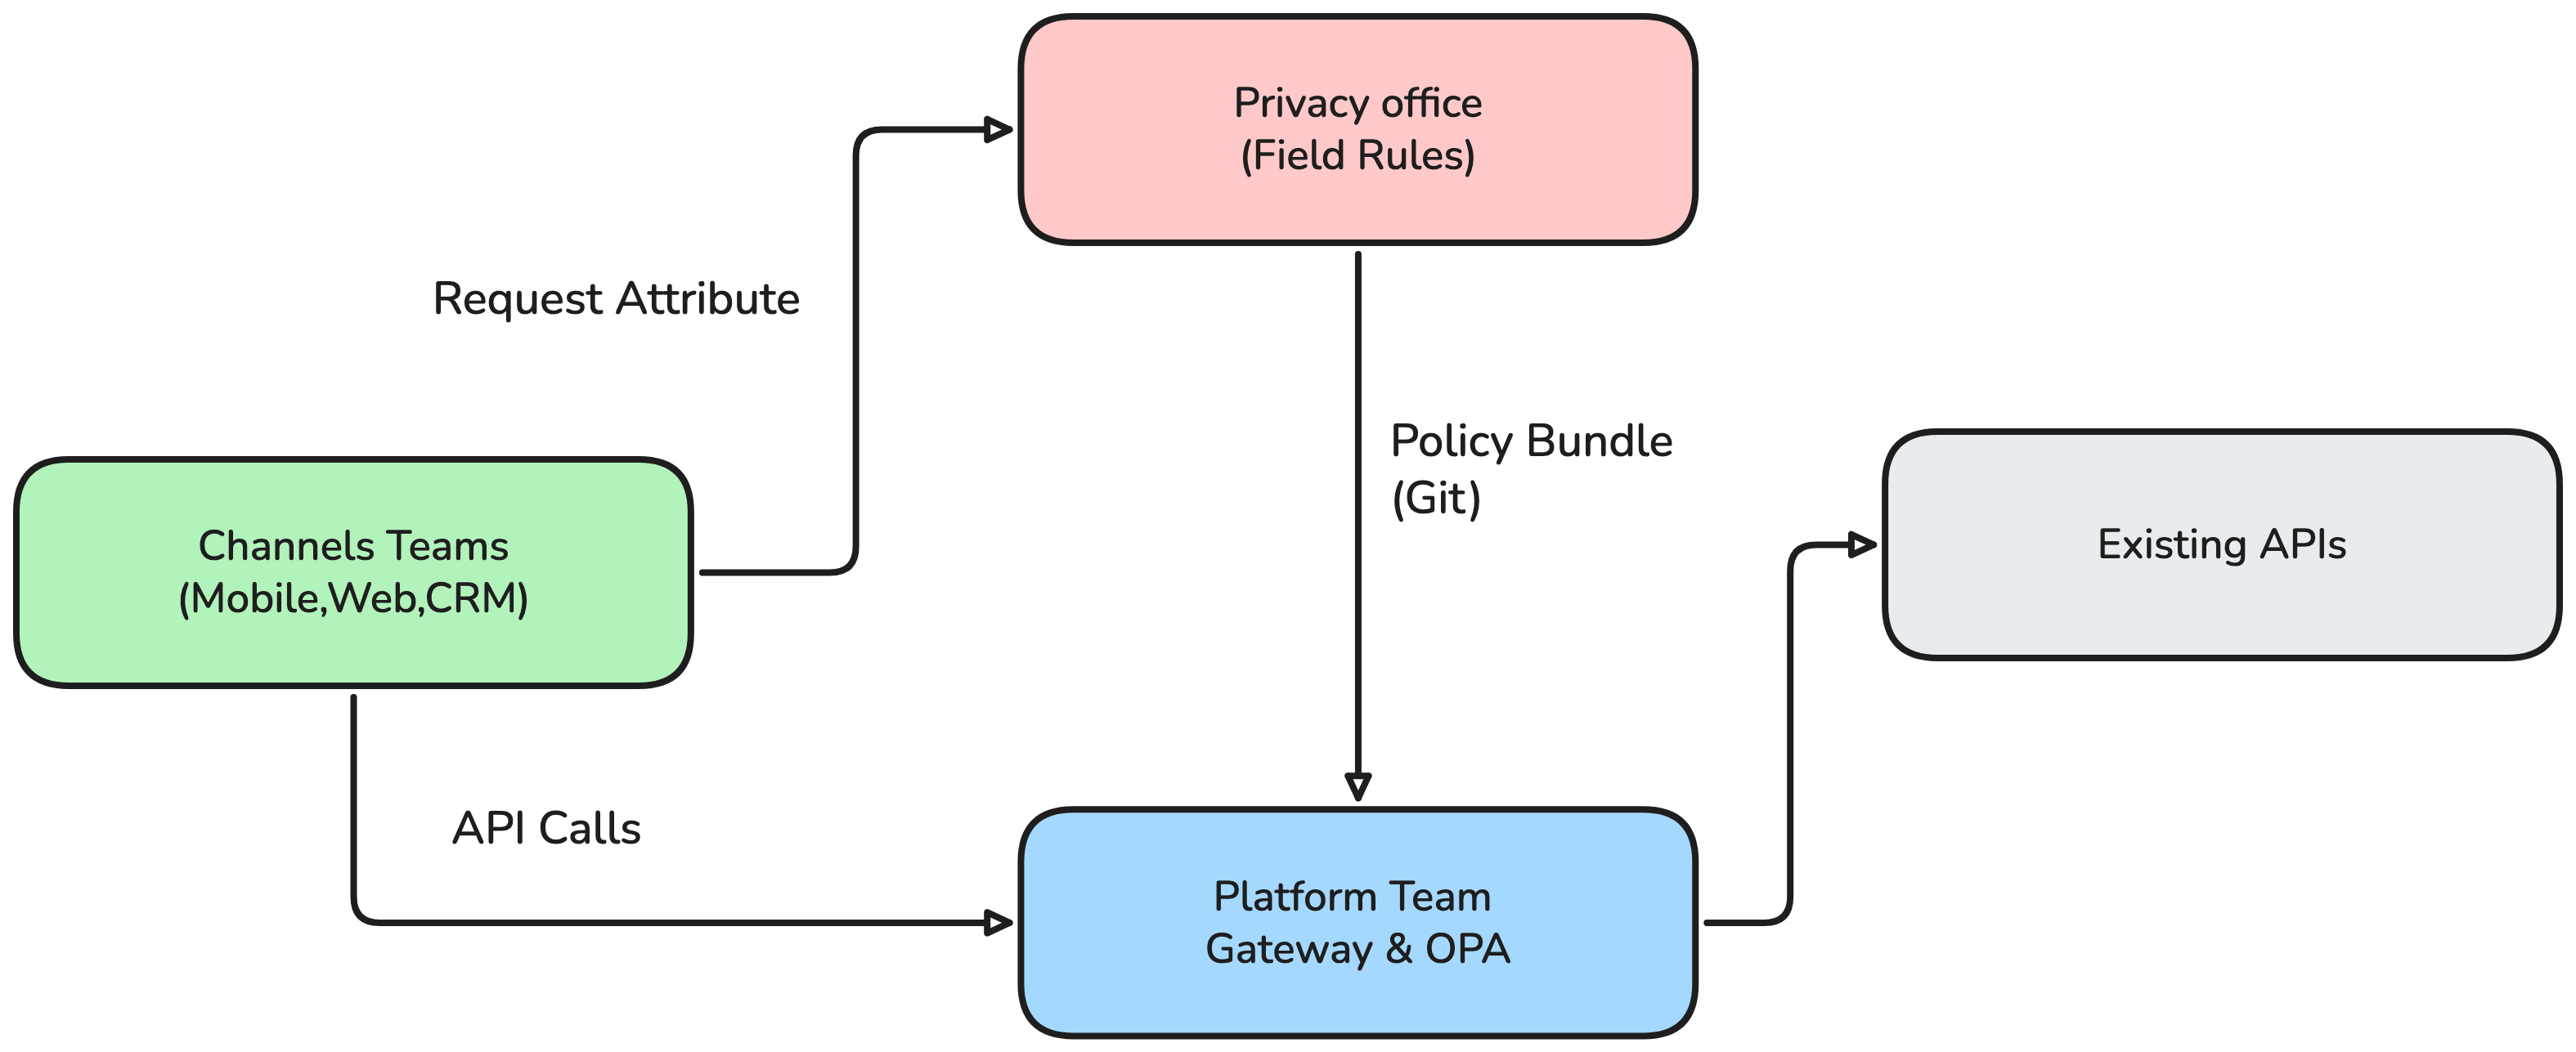 Privacy office
(Field Rules)
Request Attribute
Policy Bundle
(Git)
Channels Teams
(Mobile,Web,CRM)
Existing APIs
API Calls
Platform Team
Gateway & OPA